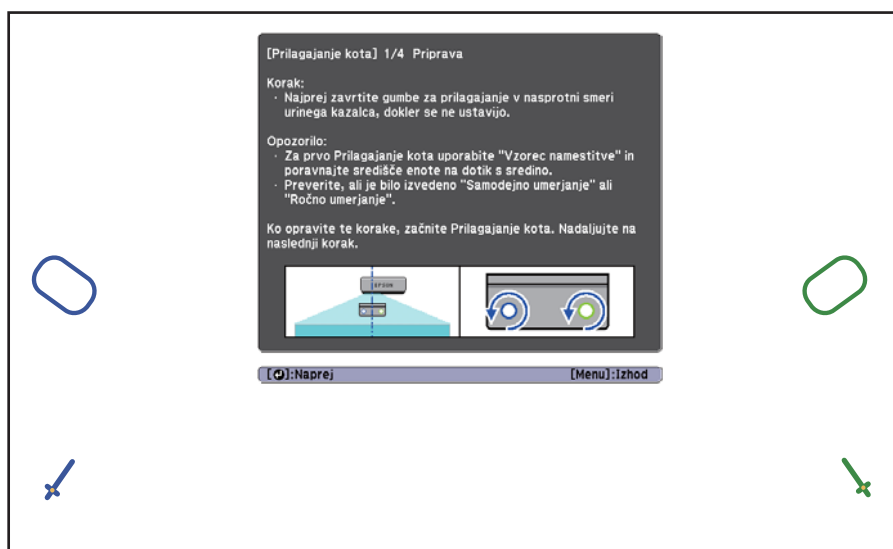 [Prilagajanje kota] 1/4 Priprava
Korak:
· Najprej zavrtite gumbe za prilagajanje v nasprotni smeri
urinega kazalca, dokler se ne ustavijo.
Opozorilo:
· Za prvo Prilagajanje kota uporabite "Vzorec namestitve" in
poravnajte središče enote na dotik s sredino.
· Preverite, ali je bilo izvedeno "Samodejno umerjanje" ali
"Ročno umerjanje".
Ko opravite te korake, začnite Prilagajanje kota. Nadaljujte na
naslednji korak.
EPSON
[⏎]:Naprej [Menu]:Izhod